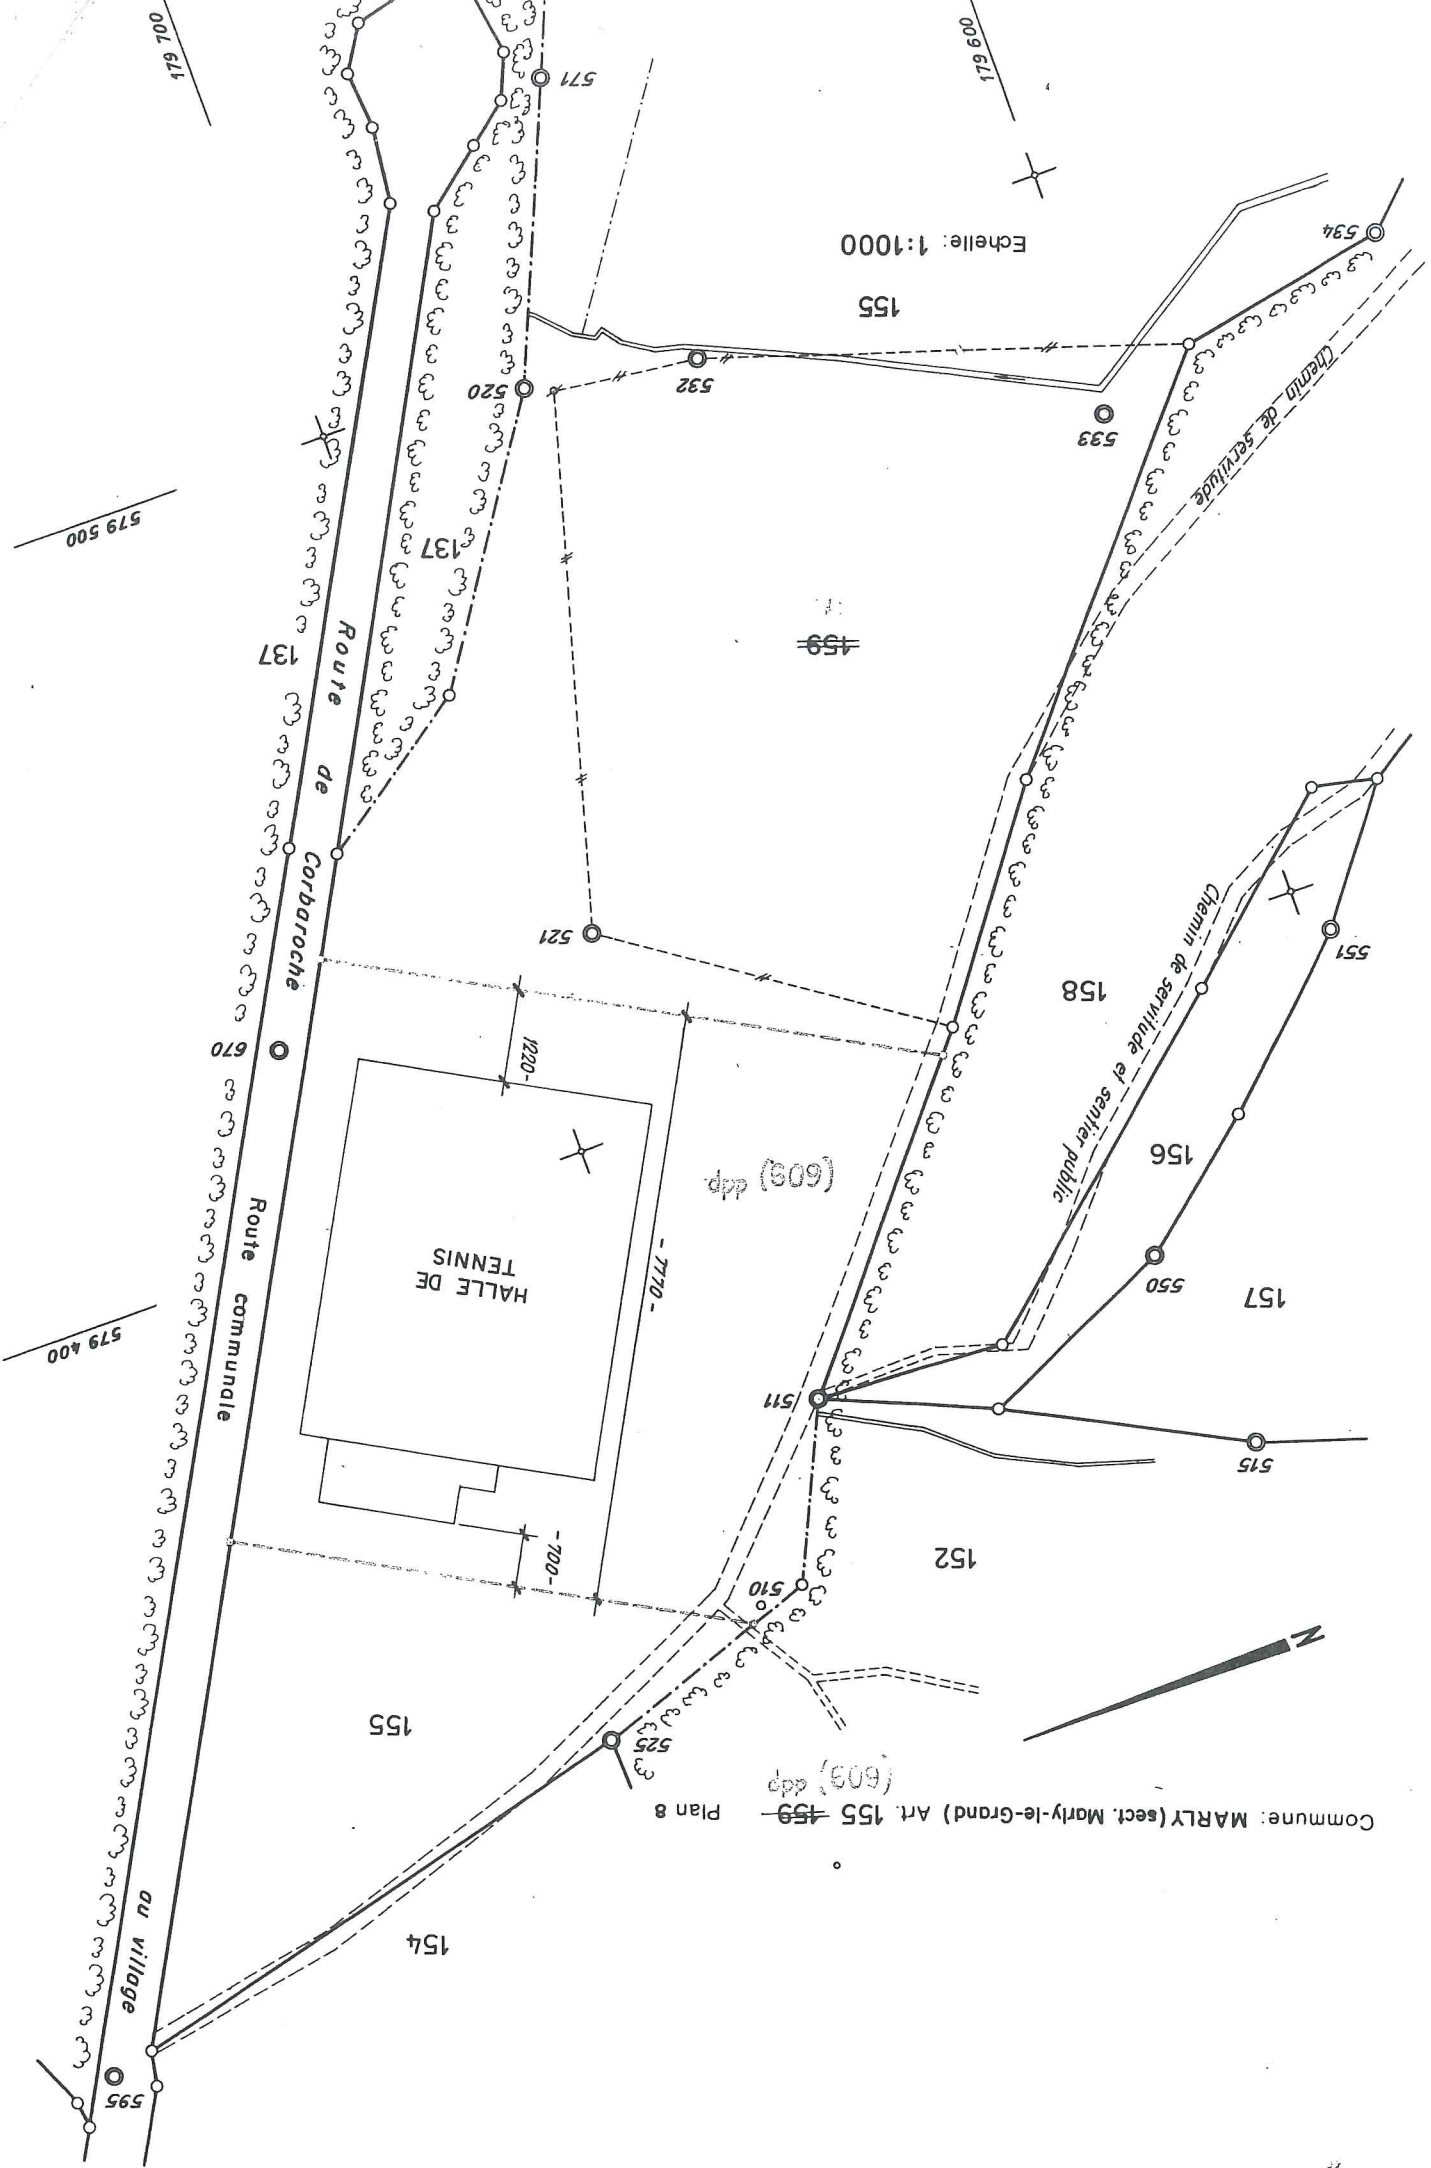 Commune: MARLY (sect. Marly-le-Grand) Art. 155 159 Plan 8
(609) ddp
Echelle: 1:1000
N
595
au village
154
155
525
510
152
515
511
- 700 -
HALLE DE
TENNIS
- 7770 -
1220-
(609) ddp
Route communale
579 400
157
550
156
Chemin de servitude et sentier public
551
158
670
521
Route de Corbaroche
137
159
137
579 500
Chemin de servitude
533
532
520
155
534
571
179 600
179 700